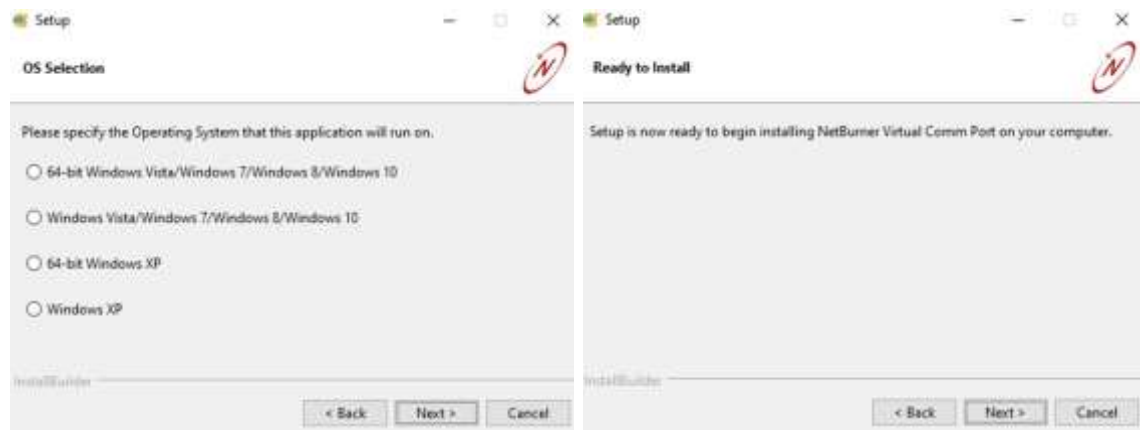 Setup
OS Selection
Please specify the Operating System that this application will run on.
64-bit Windows Vista/Windows 7/Windows 8/Windows 10
Windows Vista/Windows 7/Windows 8/Windows 10
64-bit Windows XP
Windows XP
InstallBuilder
< Back
Next >
Cancel
Setup
Ready to Install
Setup is now ready to begin installing NetBurner Virtual Comm Port on your computer.
InstallBuilder
< Back
Next >
Cancel